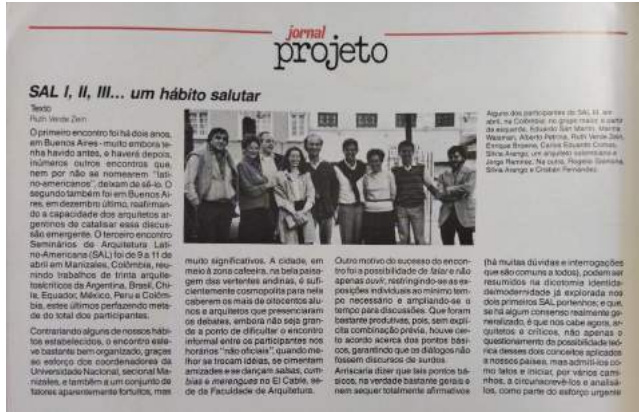 jornal
projeto
SAL I, II, III... um hábito salutar
Texto
Ruth Verde Zein
O primeiro encontro foi há dois anos,
em Buenos Aires - muito embora te-
nha havido antes, e haverá depois,
inúmeros outros encontros que,
nem por não se nomearem "lati-
no-americanos", deixam de sê-lo. O
segundo também foi em Buenos Ai-
res, em dezembro último, reafirman-
do a capacidade dos arquitetos ar-
gentinos de catalisar essa discus-
são emergente. O terceiro encontro
Seminários de Arquitetura Lati-
no-Americana (SAL) foi de 9 a 11 de
abril em Manizales, Colômbia, reu-
nindo trabalhos de trinta arquite-
tos/críticos da Argentina, Brasil, Chi-
le, Equador, México, Peru e Colôm-
bia, estes últimos perfazendo meta-
de do total dos participantes.
Contrariando alguns de nossos hábi-
tos estabelecidos, o encontro este-
ve bastante bem organizado, graças
ao esforço dos coordenadores da
Universidade Nacional, seccional Ma-
nizales, e também a um conjunto de
fatores aparentemente fortuitos, mas
muito significativos. A cidade, em
meio à zona cafeeira, na bela paisa-
gem das vertentes andinas, é sufi-
cientemente cosmopolita para nela
caberem os mais de oitocentos alu-
nos e arquitetos que presenciaram
os debates, embora não seja gran-
de a ponto de dificultar o encontro
informal entre os participantes nos
horários "não oficiais", quando me-
lhor se trocam idéias, se cimentam
amizades e se dançam salsas, cum-
bias e merengues no El Cable, se-
de da Faculdade de Arquitetura.
Outro motivo do sucesso do encon-
tro foi a possibilidade de falar e não
apenas ouvir, restringindo-se as ex-
posições individuais ao mínimo tem-
po necessário e ampliando-se o
tempo para discussões. Que foram
bastante produtivas, pois, sem explí-
cita combinação prévia, houve cer-
to acordo acerca dos pontos bási-
cos, garantindo que os diálogos não
fossem discursos de surdos.
Arriscaria dizer que tais pontos bá-
sicos, na verdade bastante gerais e
nem sequer totalmente afirmativos
Alguns dos participantes do SAL III, em
abril, na Colômbia: no grupo maior, a partir
da esquerda, Eduardo San Martin, Marina
Waisman, Alberto Petrina, Ruth Verde Zein,
Enrique Browne, Carlos Eduardo Comas,
Silvia Arango, um arquiteto colombiano e
Jorge Ramirez. Na outra, Rogelio Salmona,
Silvia Arango e Cristián Fernández.
(há muitas dúvidas e interrogações
que são comuns a todos), podem ser
resumidos na dicotomia identida-
de/modernidade já explorada nos
dois primeiros SAL portenhos; e que,
se há algum consenso realmente ge-
neralizado, é que nos cabe agora, ar-
quitetos e críticos, não apenas o
questionamento da possibilidade teó-
rica desses dois conceitos aplicados
a nossos países, mas admiti-los co-
mo tais e iniciar, por vários cami-
nhos, a circunscrevê-los e analisá-
los, como parte do esforço urgente